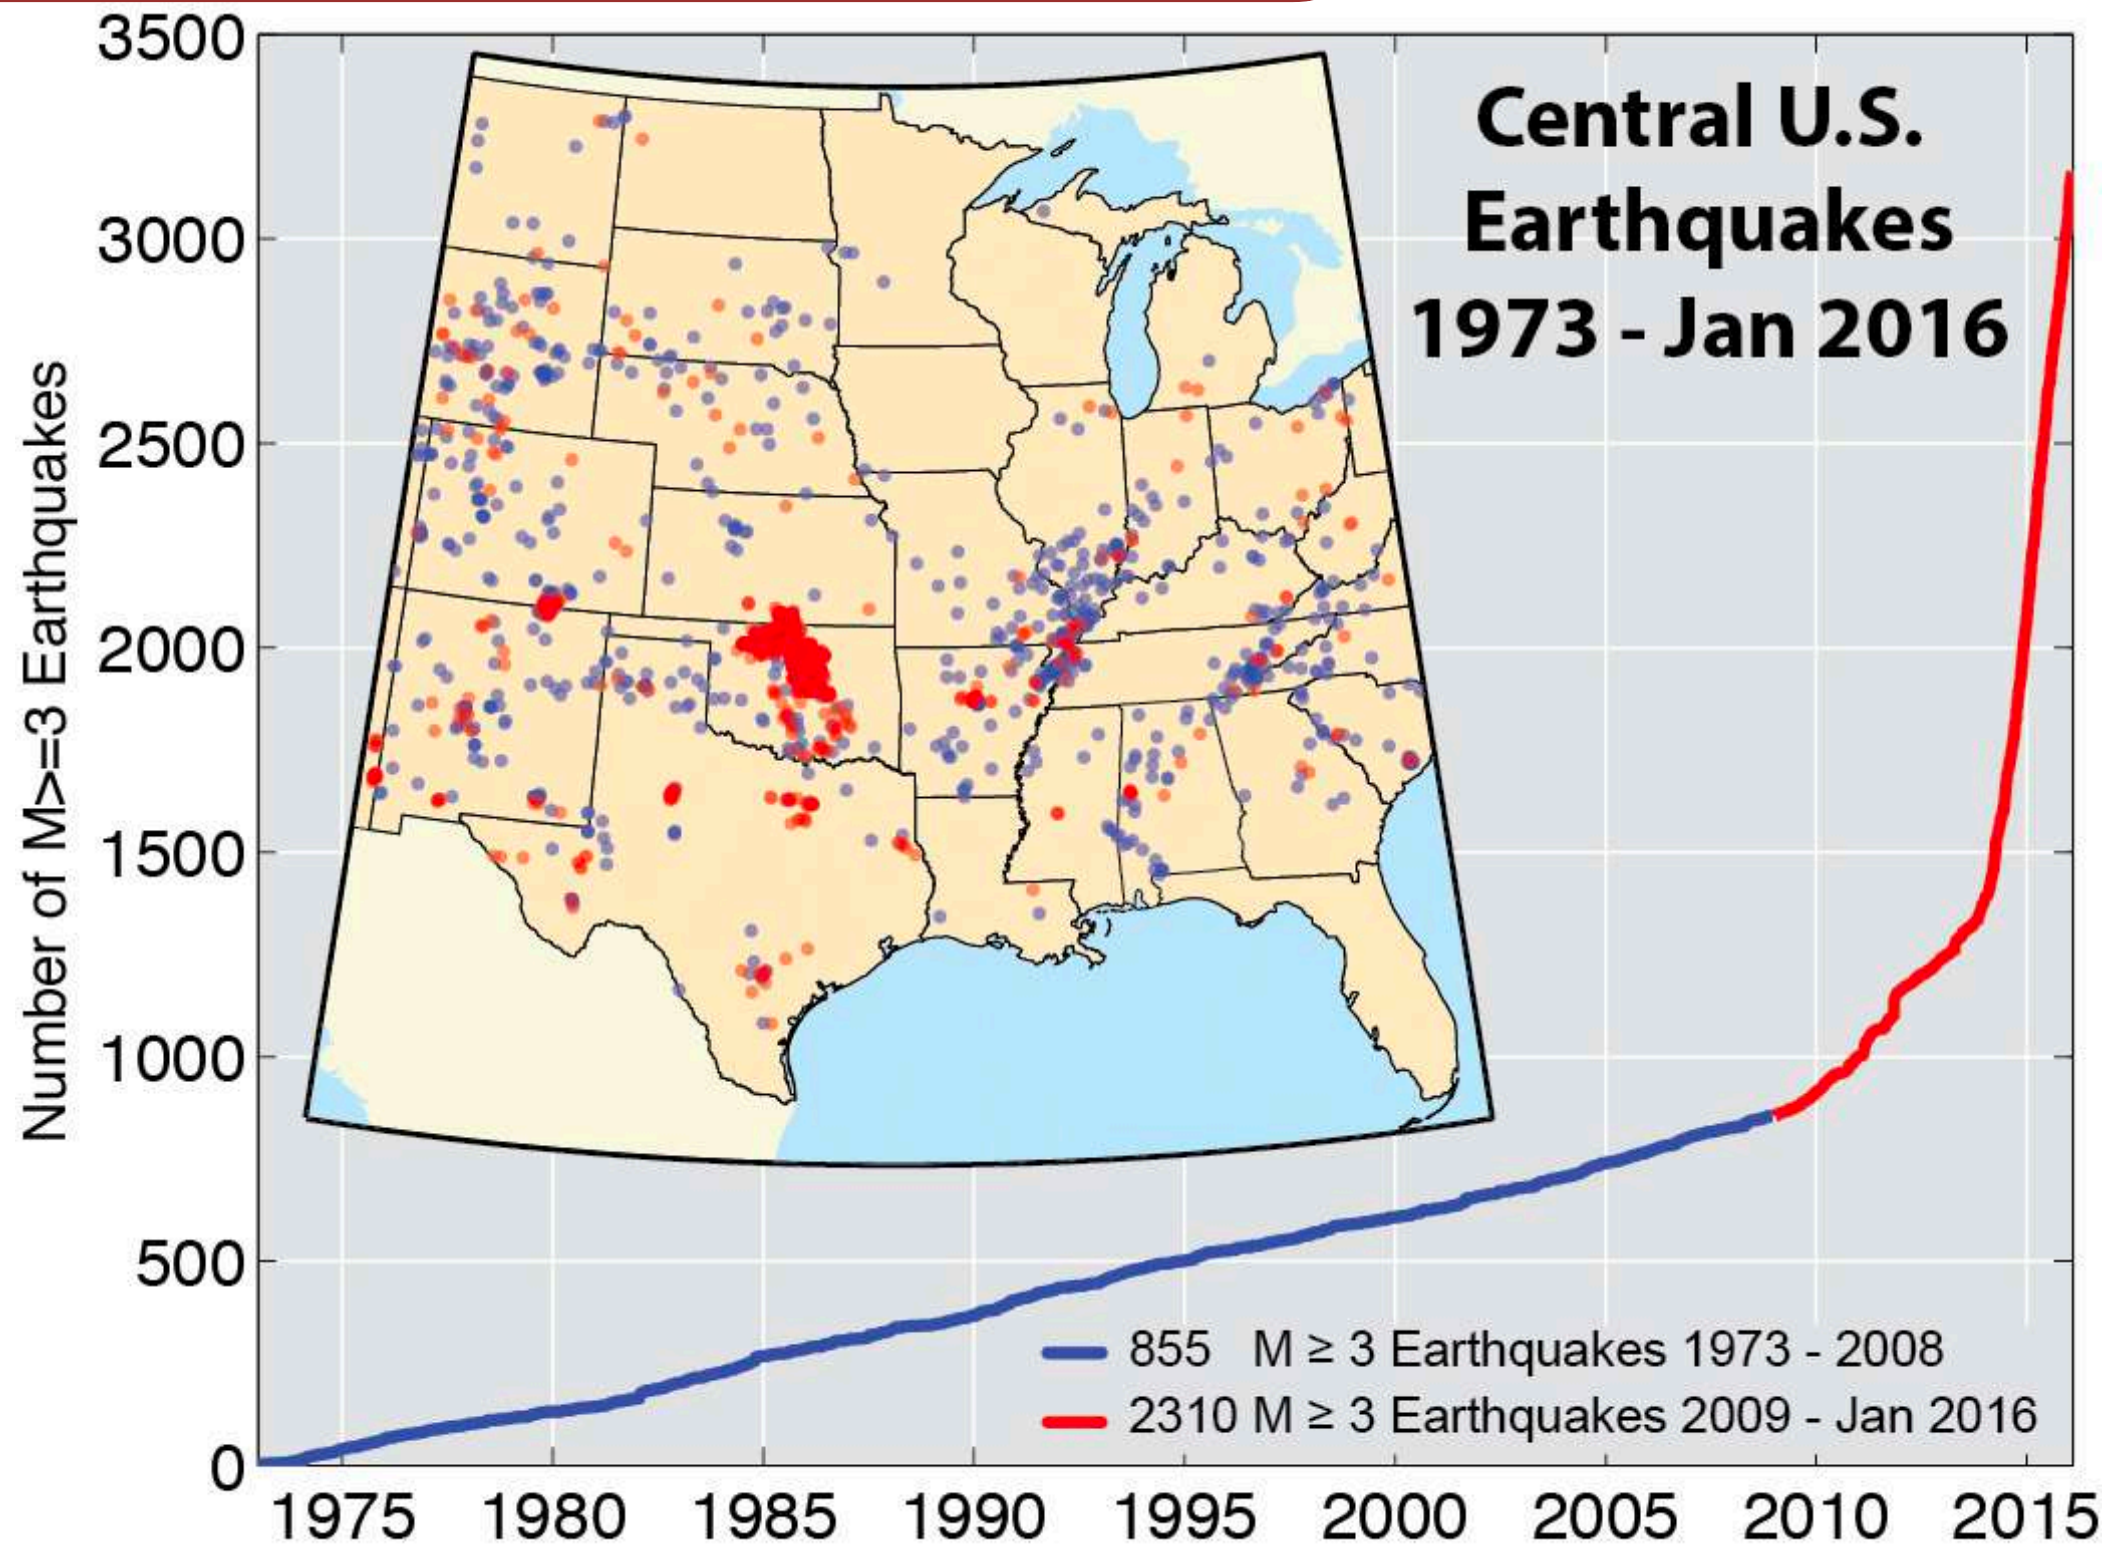 Central U.S.
Earthquakes
1973 - Jan 2016
Number of M>=3 Earthquakes
3500
3000
2500
2000
1500
1000
500
0
855 M ≥ 3 Earthquakes 1973 - 2008
2310 M ≥ 3 Earthquakes 2009 - Jan 2016
1975 1980 1985 1990 1995 2000 2005 2010 2015